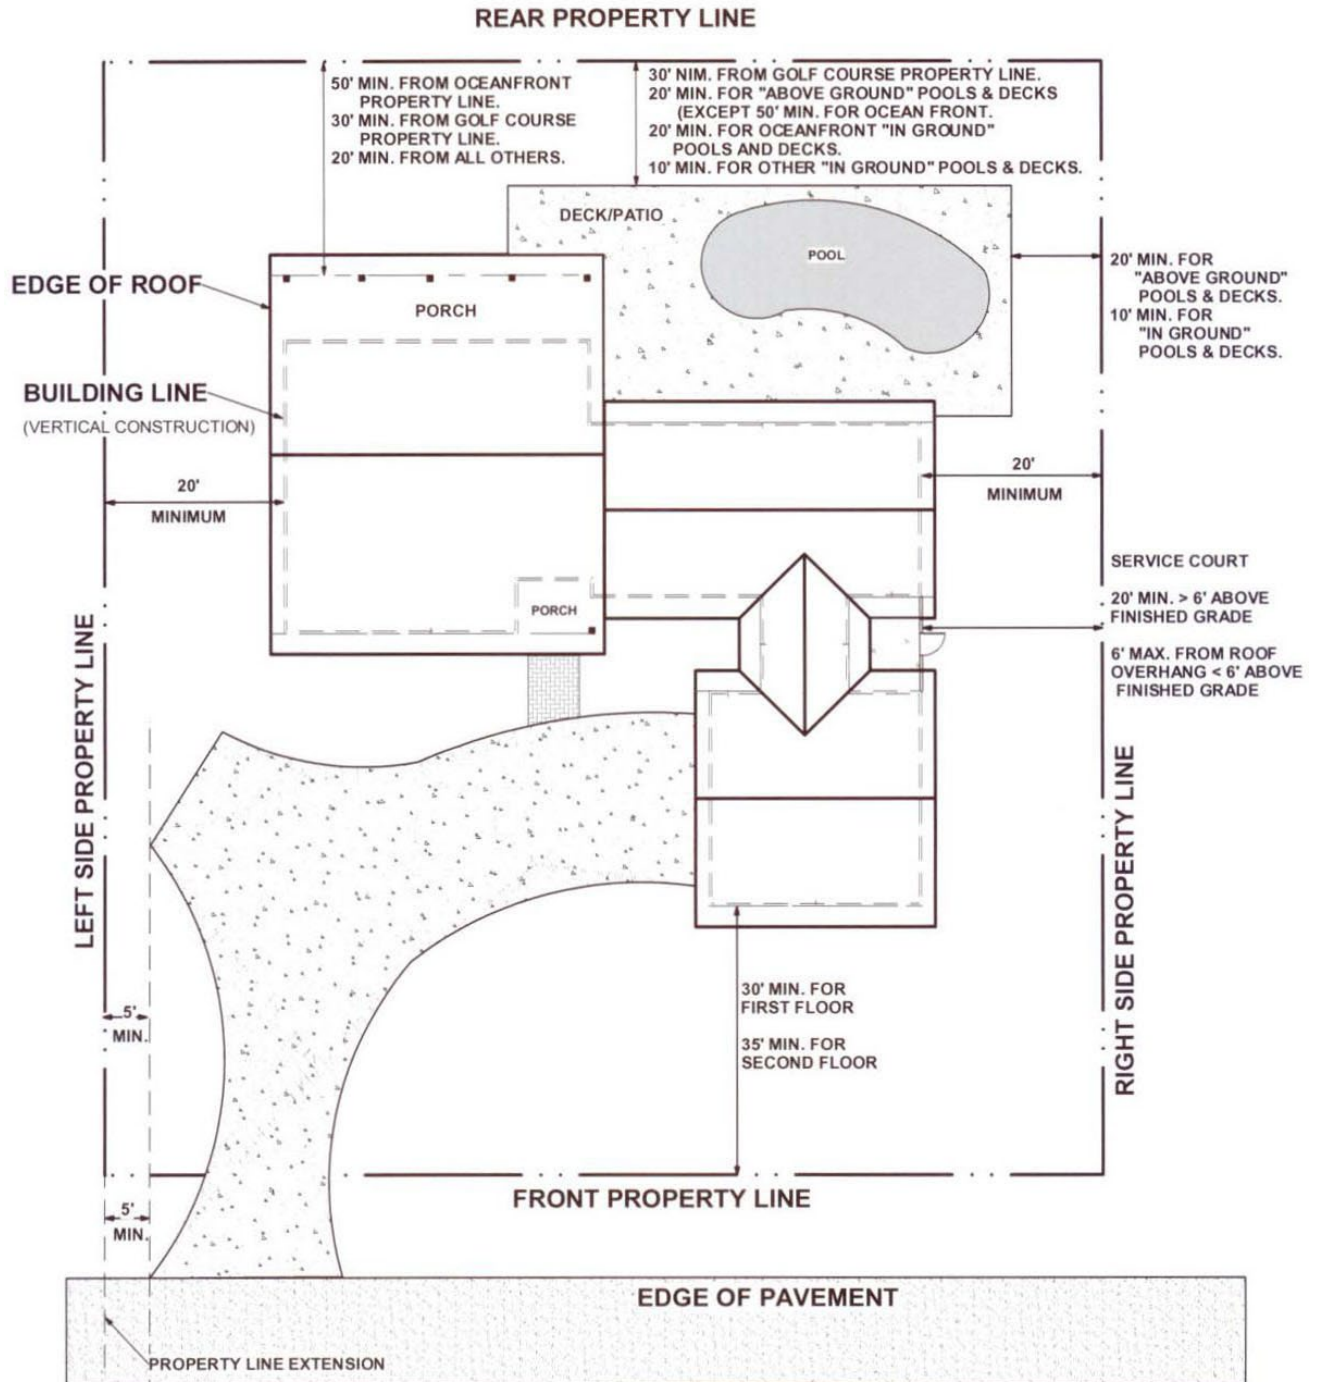 REAR PROPERTY LINE
50' MIN. FROM OCEANFRONT
PROPERTY LINE.
30' MIN. FROM GOLF COURSE
PROPERTY LINE.
20' MIN. FROM ALL OTHERS.
30' NIM. FROM GOLF COURSE PROPERTY LINE.
20' MIN. FOR "ABOVE GROUND" POOLS & DECKS
(EXCEPT 50' MIN. FOR OCEAN FRONT.
20' MIN. FOR OCEANFRONT "IN GROUND"
POOLS AND DECKS.
10' MIN. FOR OTHER "IN GROUND" POOLS & DECKS.
DECK/PATIO
POOL
20' MIN. FOR
"ABOVE GROUND"
POOLS & DECKS.
10' MIN. FOR
"IN GROUND"
POOLS & DECKS.
EDGE OF ROOF
PORCH
BUILDING LINE
(VERTICAL CONSTRUCTION)
20'
MINIMUM
20'
MINIMUM
SERVICE COURT
20' MIN. > 6' ABOVE
FINISHED GRADE
6' MAX. FROM ROOF
OVERHANG < 6' ABOVE
FINISHED GRADE
PORCH
LEFT SIDE PROPERTY LINE
RIGHT SIDE PROPERTY LINE
30' MIN. FOR
FIRST FLOOR
35' MIN. FOR
SECOND FLOOR
5'
MIN.
FRONT PROPERTY LINE
5'
MIN.
EDGE OF PAVEMENT
PROPERTY LINE EXTENSION